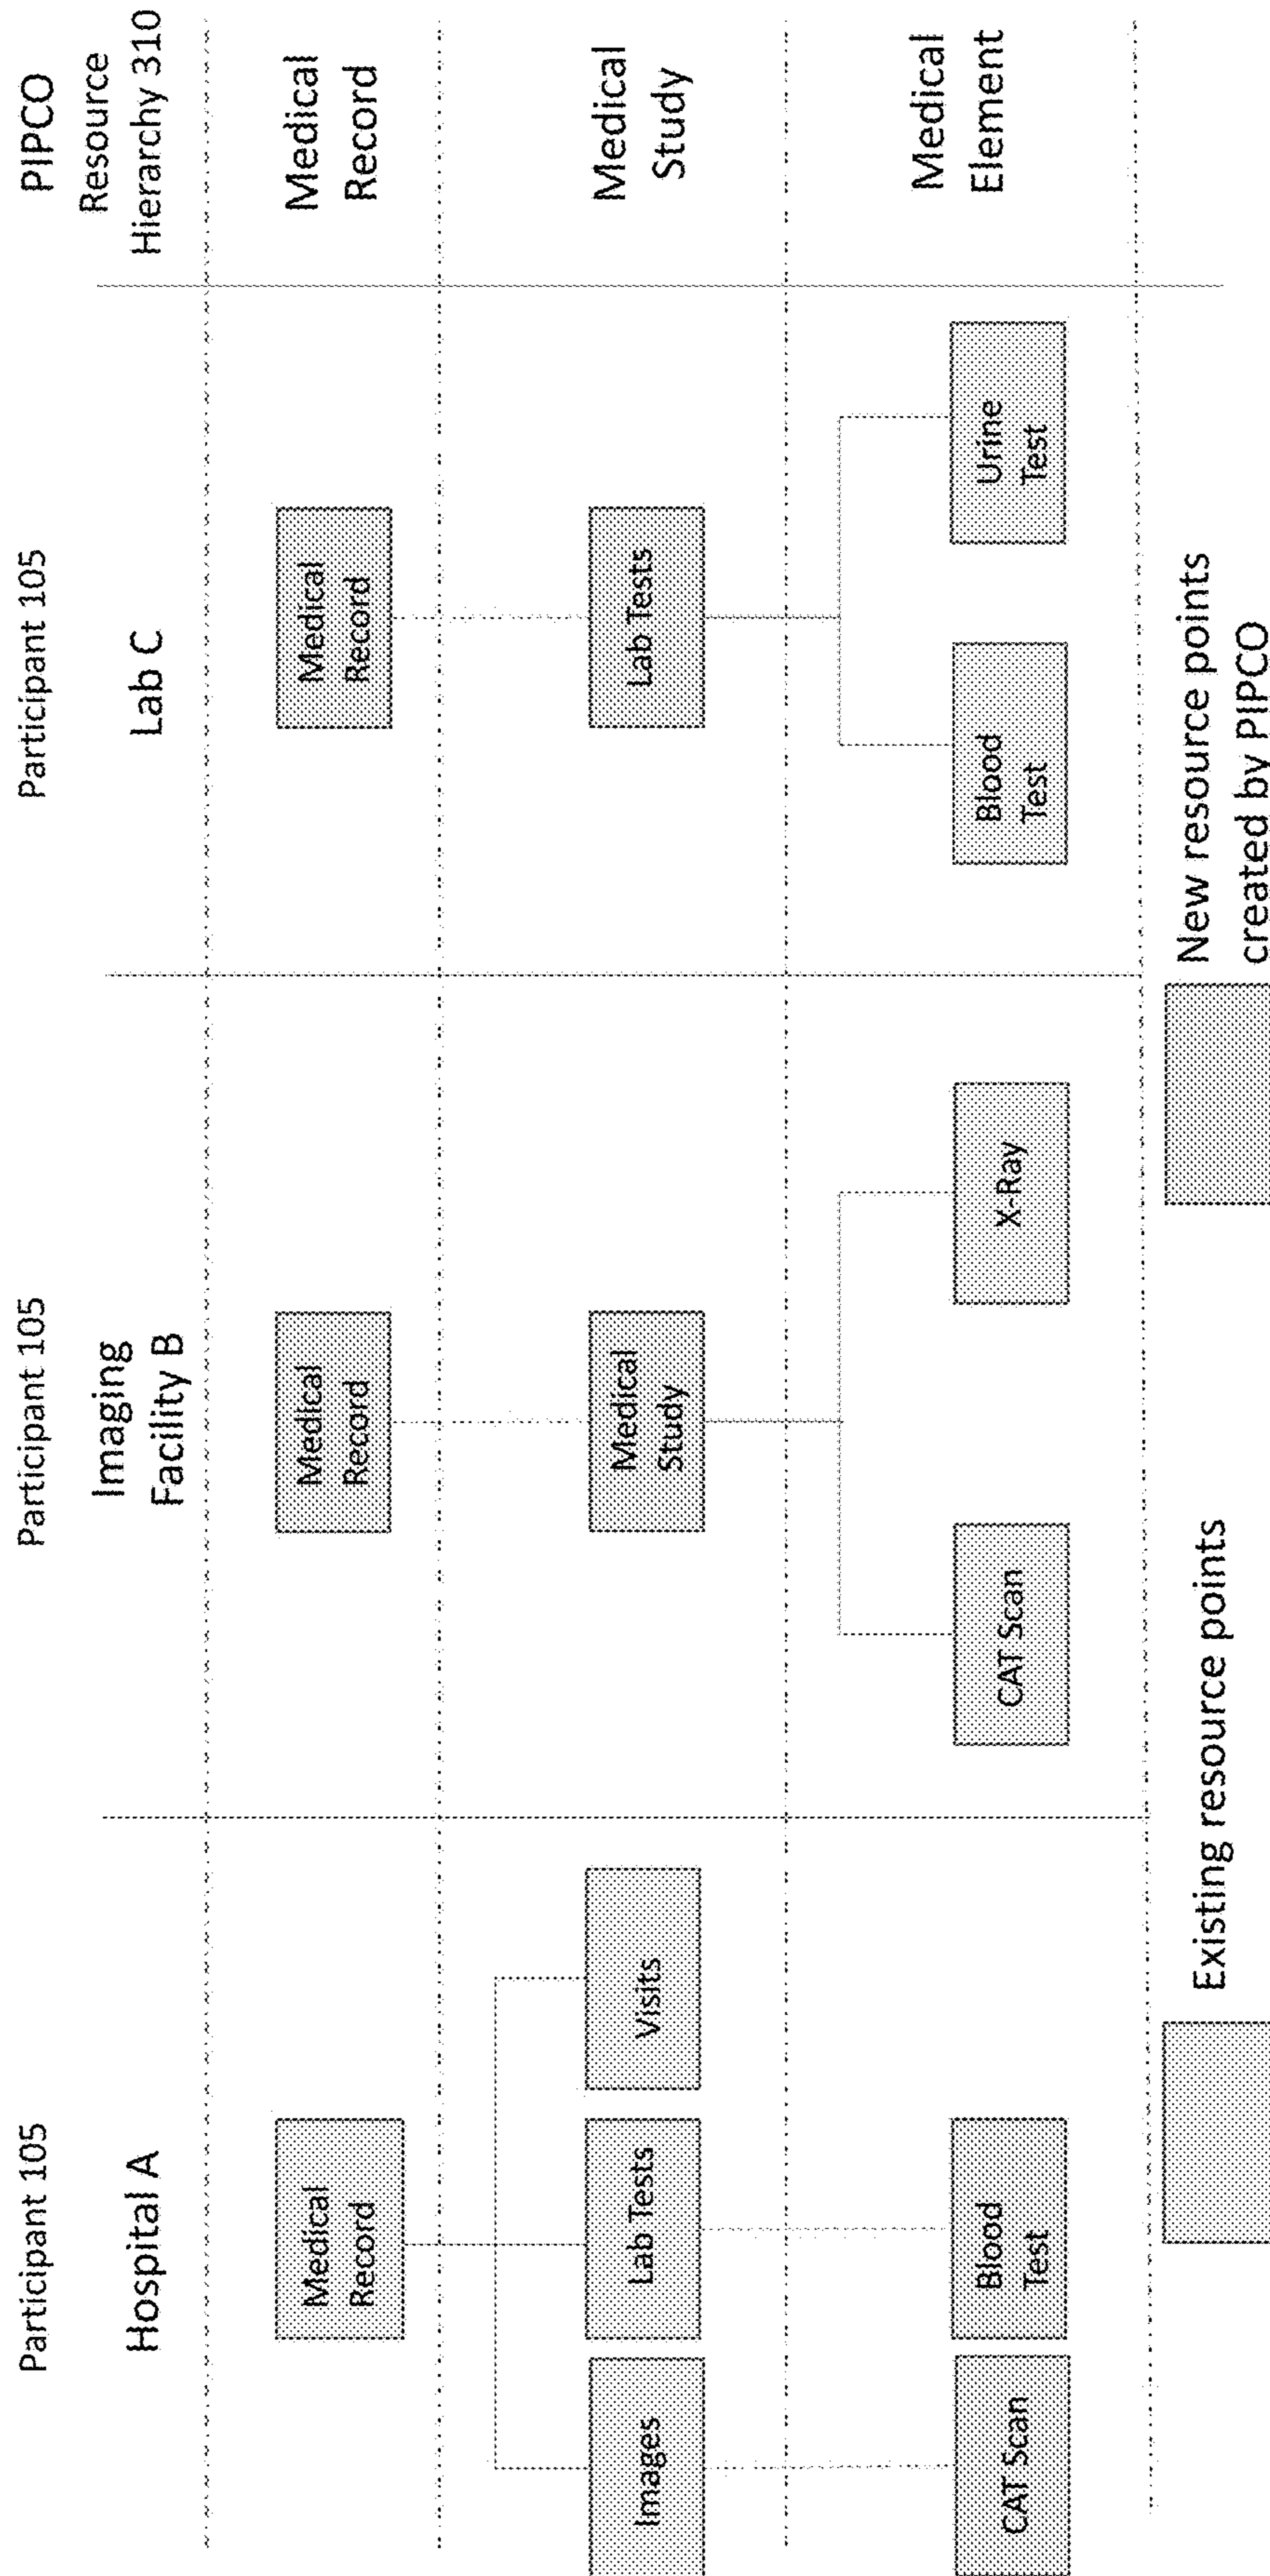 Participant 105
Participant 105
Participant 105
PIPCO
Resource
Hierarchy 310
Hospital A
Imaging
Facility B
Lab C
Medical
Record
Medical
Record
Medical
Record
Medical
Record
Images
Lab Tests
Visits
Medical
Study
Lab Tests
Medical
Study
CAT Scan
Blood
Test
CAT Scan
X-Ray
Blood
Test
Urine
Test
Medical
Element
Existing resource points
New resource points
created by PIPCO